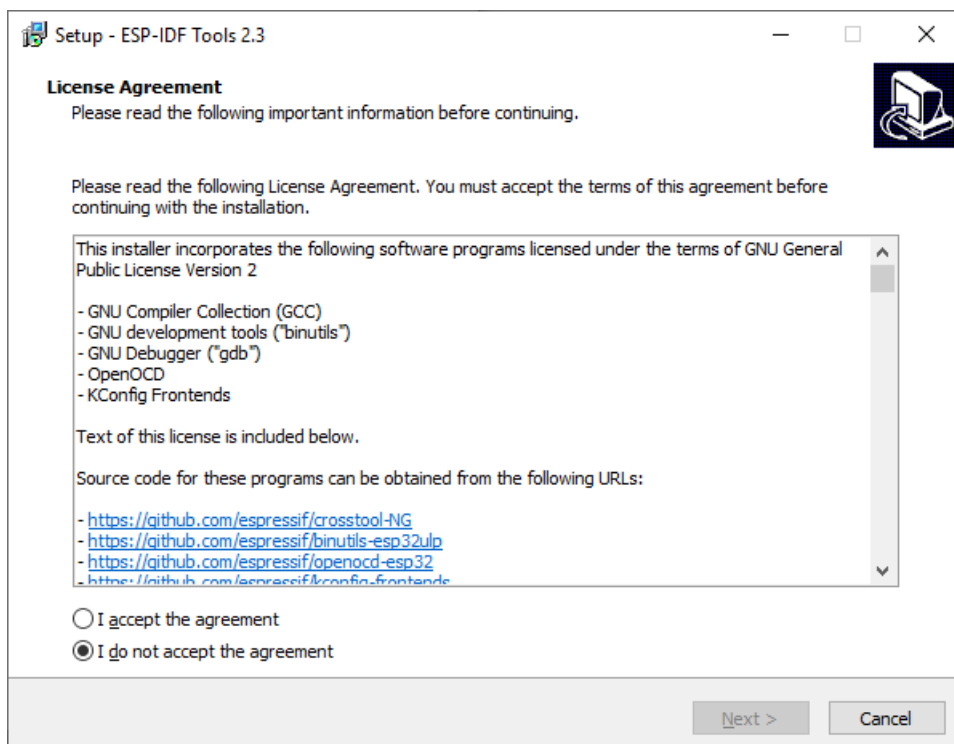 Setup - ESP-IDF Tools 2.3
License Agreement
Please read the following important information before continuing.
Please read the following License Agreement. You must accept the terms of this agreement before
continuing with the installation.
This installer incorporates the following software programs licensed under the terms of GNU General
Public License Version 2
- GNU Compiler Collection (GCC)
- GNU development tools ("binutils")
- GNU Debugger ("gdb")
- OpenOCD
- KConfig Frontends
Text of this license is included below.
Source code for these programs can be obtained from the following URLs:
- https://github.com/espressif/crosstool-NG
- https://github.com/espressif/binutils-esp32ulp
- https://github.com/espressif/openocd-esp32
- https://github.com/espressif/kconfig-frontends
I accept the agreement
I do not accept the agreement
Next >
Cancel